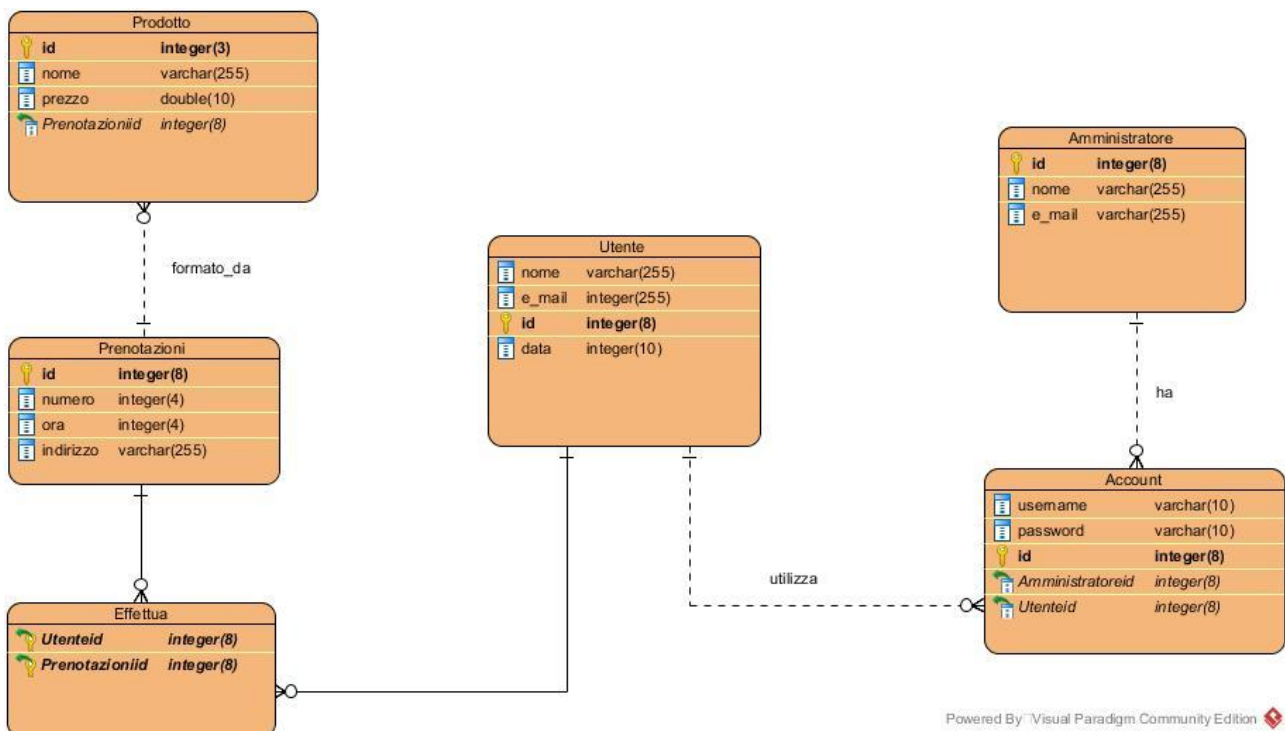 Prodotto
id integer(3)
nome varchar(255)
prezzo double(10)
Prenotazioniid integer(8)
formato_da
Prenotazioni
id integer(8)
numero integer(4)
ora integer(4)
indirizzo varchar(255)
Effettua
Utenteid integer(8)
Prenotazioniid integer(8)
Utente
nome varchar(255)
e_mail integer(255)
id integer(8)
data integer(10)
utilizza
Amministratore
id integer(8)
nome varchar(255)
e_mail varchar(255)
ha
Account
username varchar(10)
password varchar(10)
id integer(8)
Amministratoreid integer(8)
Utenteid integer(8)
Powered By Visual Paradigm Community Edition